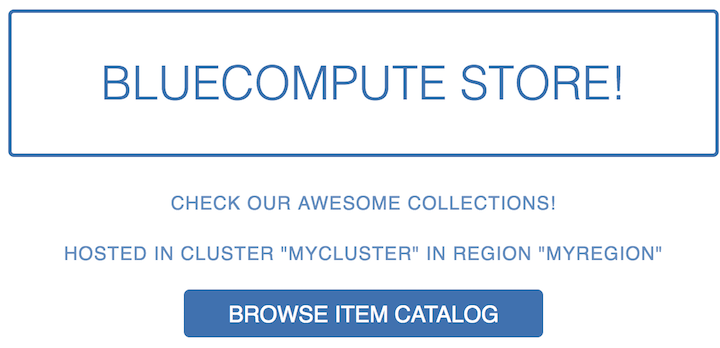 BLUECOMPUTE STORE!
CHECK OUR AWESOME COLLECTIONS!
HOSTED IN CLUSTER "MYCLUSTER" IN REGION "MYREGION"
BROWSE ITEM CATALOG